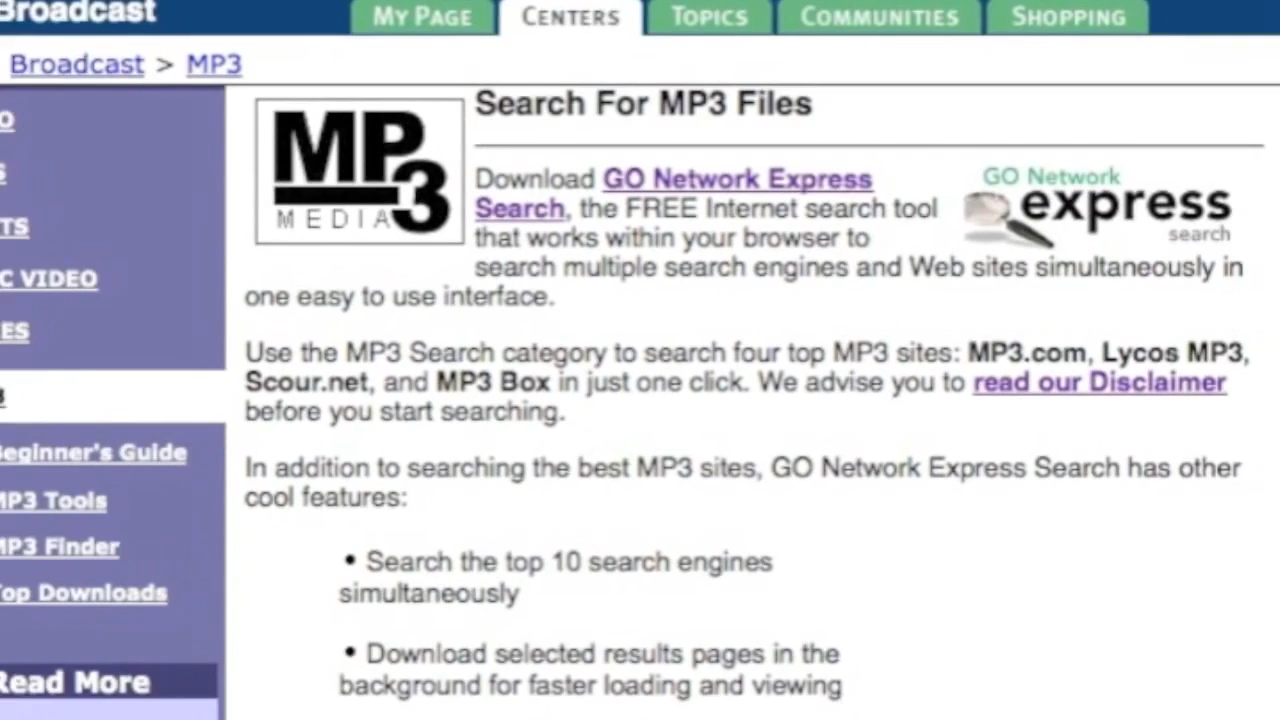 Broadcast
MY PAGE
CENTERS
TOPICS
COMMUNITIES
SHOPPING
Broadcast > MP3
O
S
TS
C VIDEO
ES
3
Beginner's Guide
MP3 Tools
MP3 Finder
Top Downloads
Read More
MP3
MEDIA
Search For MP3 Files
GO Network
express
search
Download GO Network Express
Search, the FREE Internet search tool
that works within your browser to
search multiple search engines and Web sites simultaneously in
one easy to use interface.
Use the MP3 Search category to search four top MP3 sites: MP3.com, Lycos MP3,
Scour.net, and MP3 Box in just one click. We advise you to read our Disclaimer
before you start searching.
In addition to searching the best MP3 sites, GO Network Express Search has other
cool features:
• Search the top 10 search engines
simultaneously
• Download selected results pages in the
background for faster loading and viewing